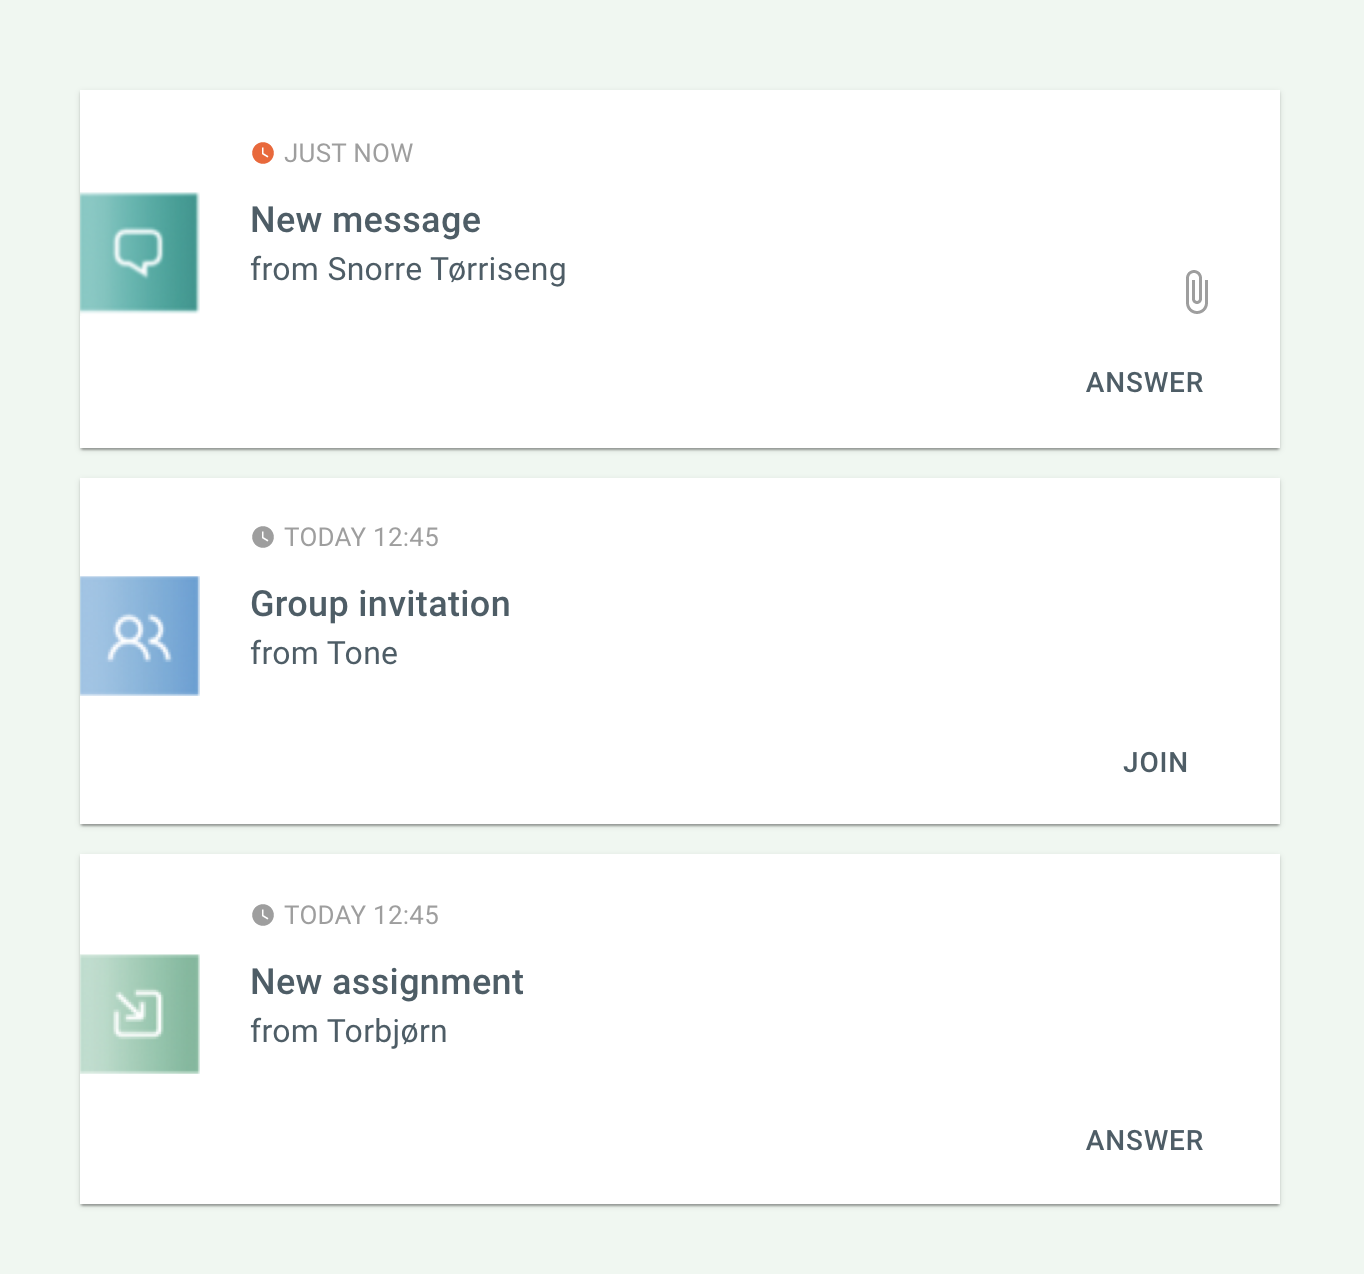 JUST NOW
New message
from Snorre Tørriseng
ANSWER
TODAY 12:45
Group invitation
from Tone
JOIN
TODAY 12:45
New assignment
from Torbjørn
ANSWER